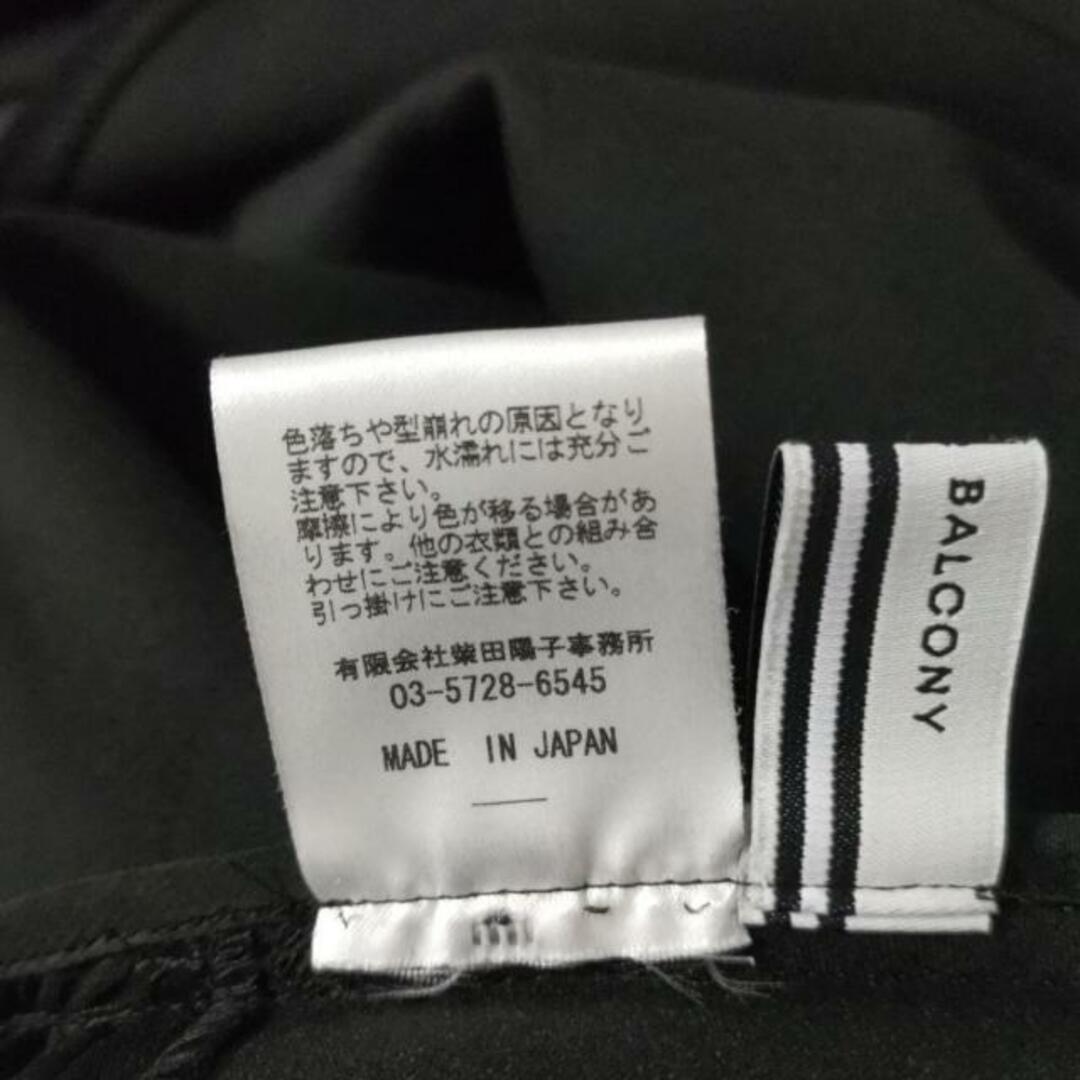 色落ちや型崩れの原因となり
ますので、水濡れには充分ご
注意下さい。
摩擦により色が移る場合があ
ります。他の衣類との組み合
わせにご注意ください。
引っ掛けにご注意下さい。
有限会社柴田陽子事務所
03-5728-6545
MADE IN JAPAN
BALCONY